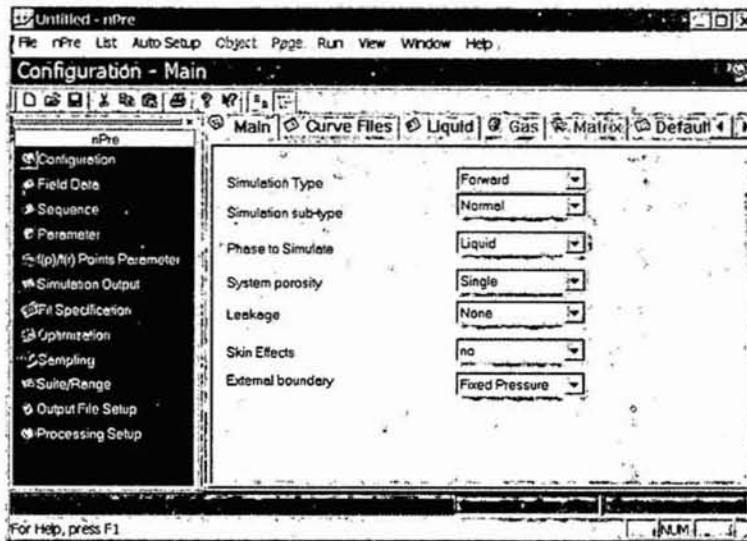 Untitled - nPre
File nPre List Auto Setup Object Page Run View Window Help
Configuration - Main
nPre
Main Curve Files Liquid Gas Matrix Default
Configuration
Field Data
Sequence
Parameter
f(p)/f(r) Points Parameter
Simulation Output
Fit Specification
Optimization
Sampling
Suite/Range
Output File Setup
Processing Setup
Simulation Type Forward
Simulation sub-type Normal
Phase to Simulate Liquid
System porosity Single
Leakage None
Skin Effects no
External boundary Fixed Pressure
For Help, press F1 NUM